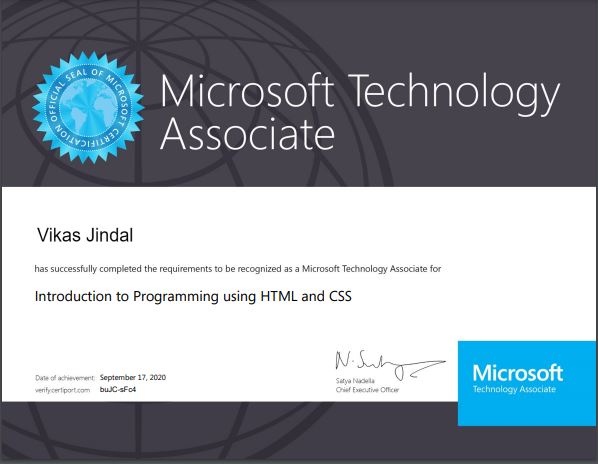 OFFICIAL SEAL OF MICROSOFT CERTIFICATION
Microsoft Technology
Associate
Vikas Jindal
has successfully completed the requirements to be recognized as a Microsoft Technology Associate for
Introduction to Programming using HTML and CSS
Date of achievement: September 17, 2020
verify.certiport.com buJC-sFc4
Satya Nadella
Chief Executive Officer
Microsoft
Technology Associate